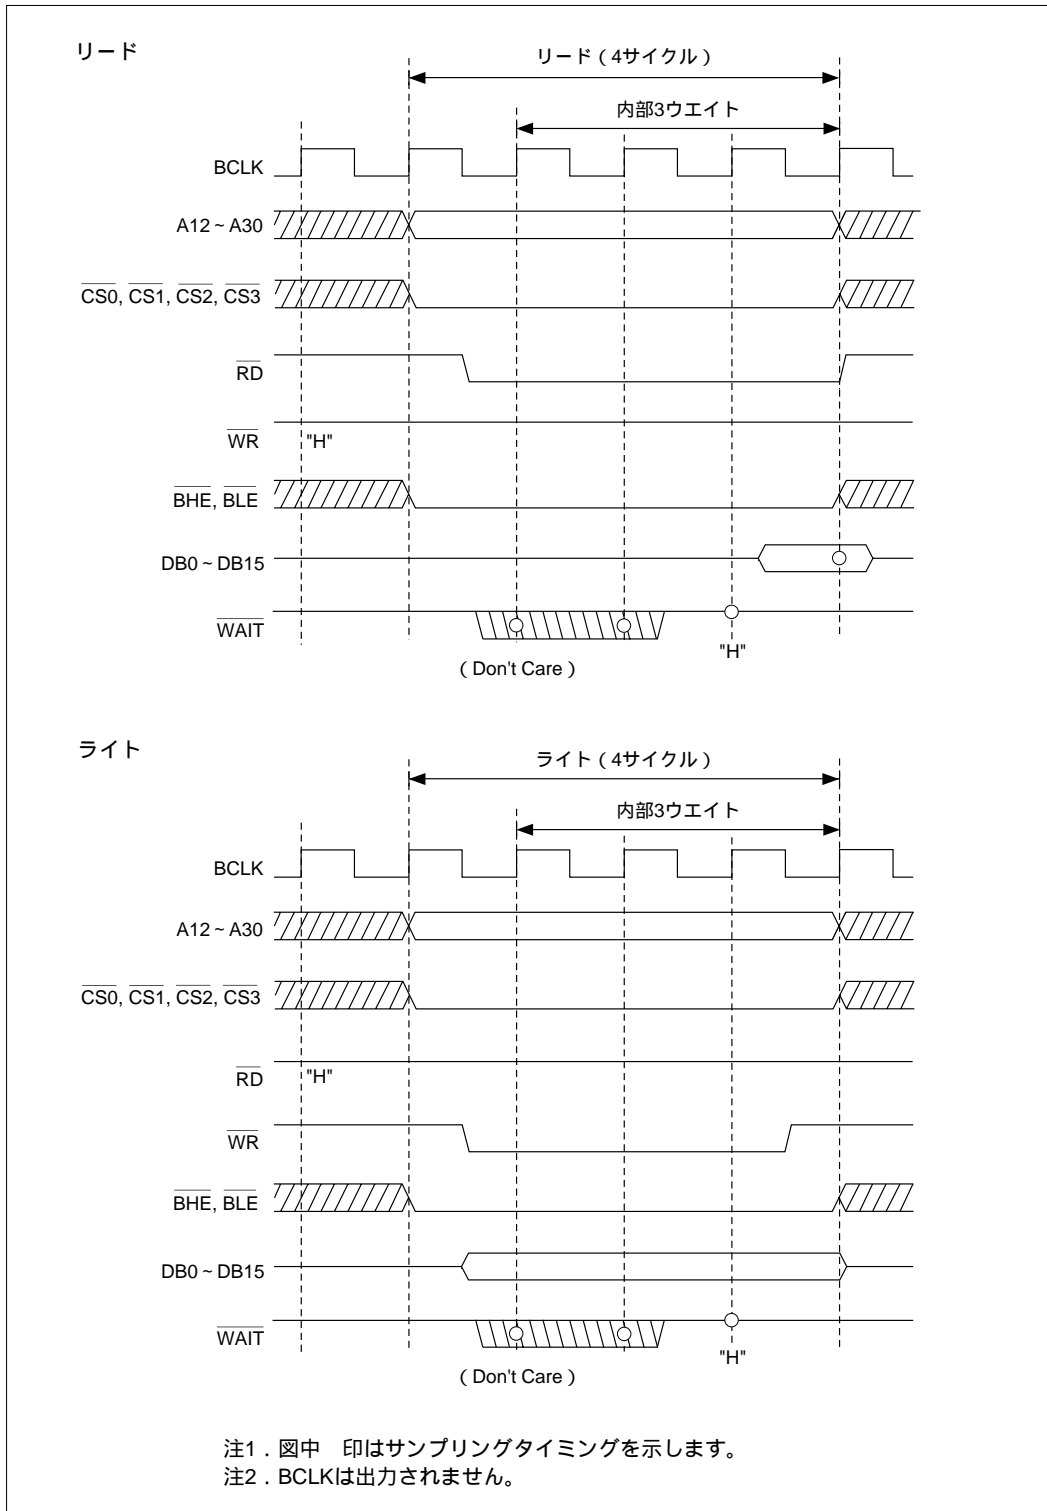 リード
リード（4サイクル）
内部3ウエイト
BCLK
A12～A30
CS0, CS1, CS2, CS3
RD
WR
"H"
BHE, BLE
DB0～DB15
WAIT
"H"
（Don't Care）
ライト
ライト（4サイクル）
内部3ウエイト
BCLK
A12～A30
CS0, CS1, CS2, CS3
RD
"H"
WR
BHE, BLE
DB0～DB15
WAIT
"H"
（Don't Care）
注1．図中　印はサンプリングタイミングを示します。
注2．BCLKは出力されません。